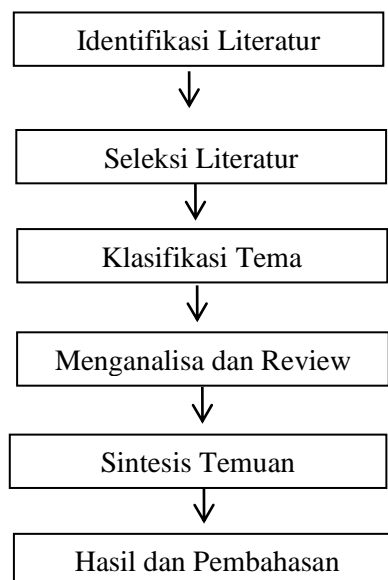 Identifikasi Literatur
Seleksi Literatur
Klasifikasi Tema
Menganalisa dan Review
Sintesis Temuan
Hasil dan Pembahasan